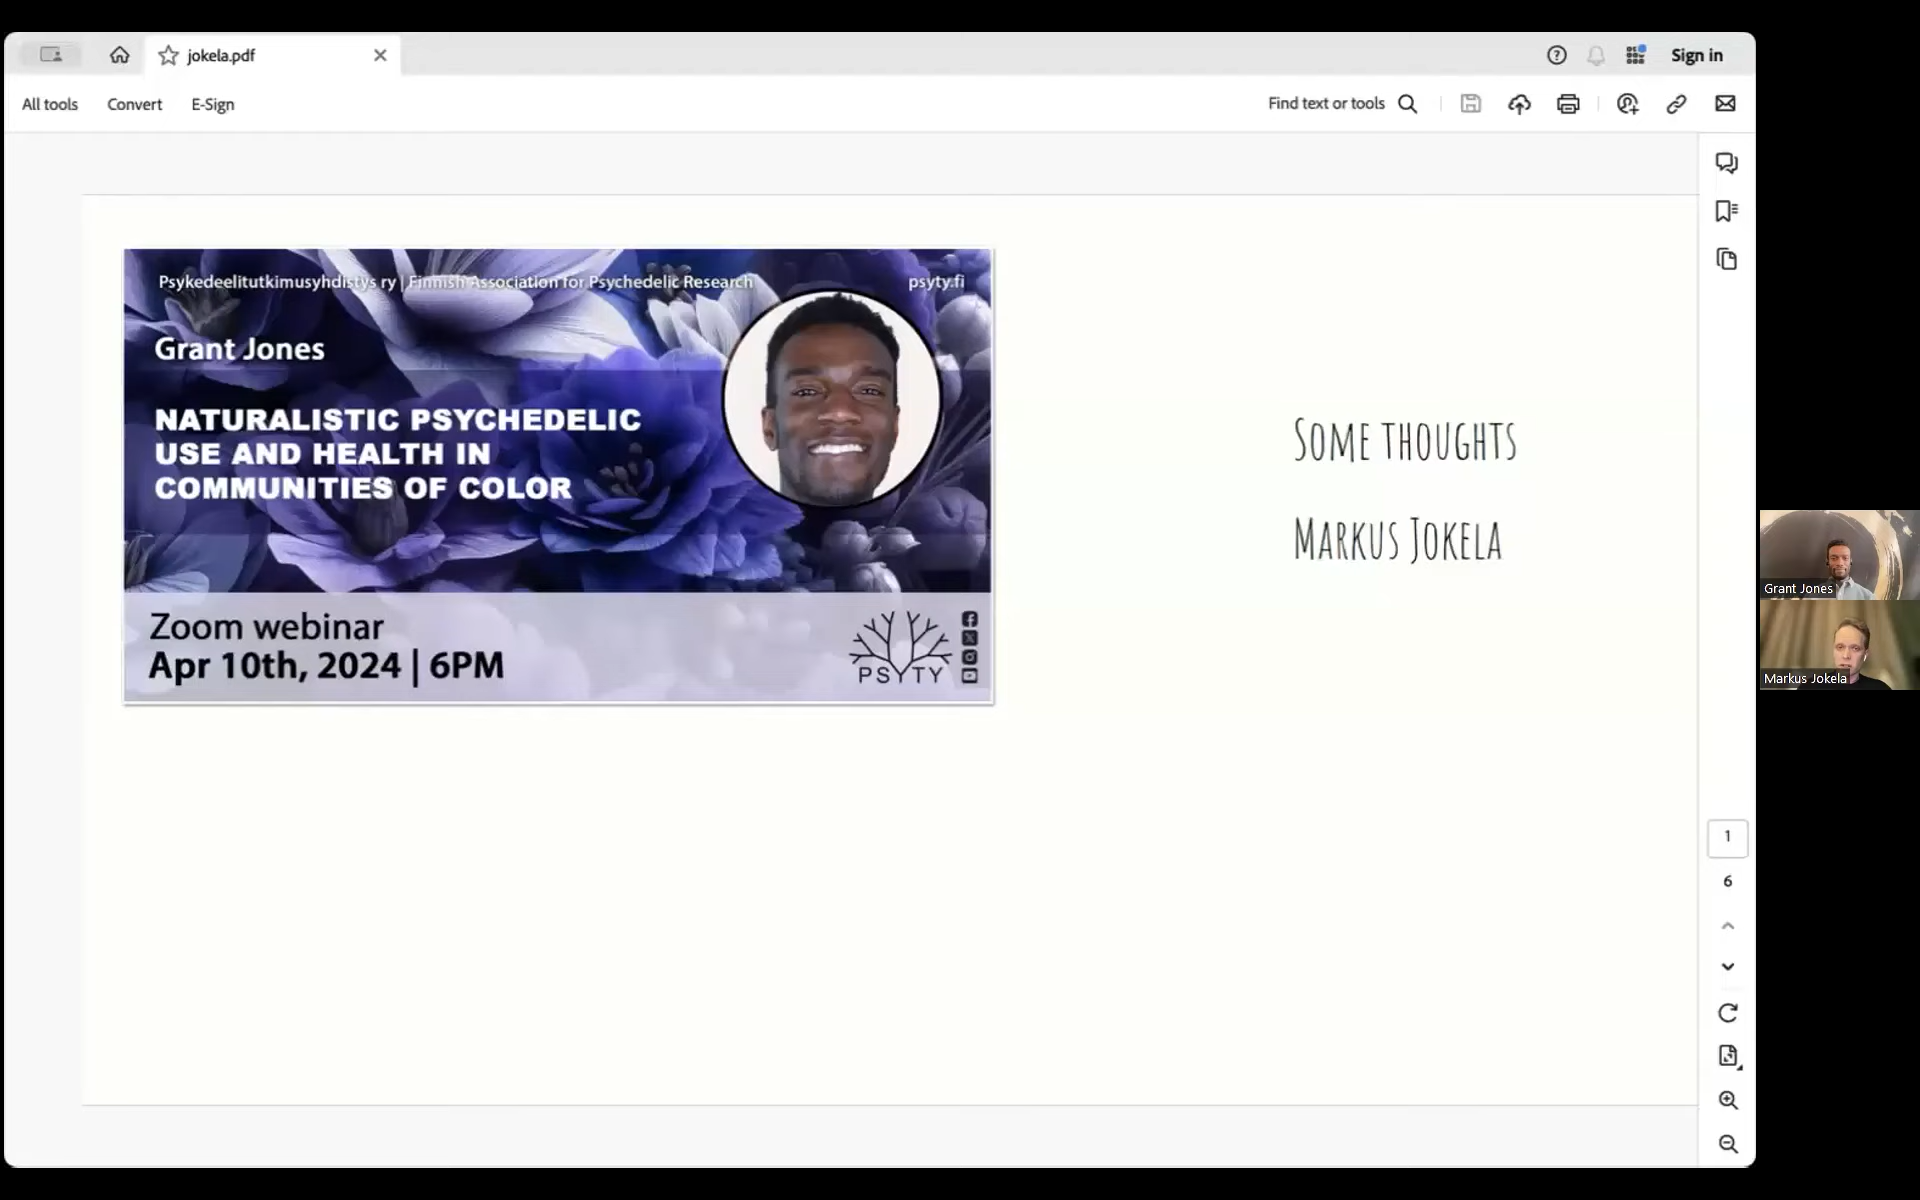 jokela.pdf
Sign in
All tools
Convert
E-Sign
Find text or tools
Psykedeelitutkimusyhdistys ry | Finnish Association for Psychedelic Research
psyty.fi
Grant Jones
NATURALISTIC PSYCHEDELIC
USE AND HEALTH IN
COMMUNITIES OF COLOR
Zoom webinar
Apr 10th, 2024 | 6PM
PSYTY
SOME THOUGHTS
MARKUS JOKELA
Grant Jones
Markus Jokela
1
6